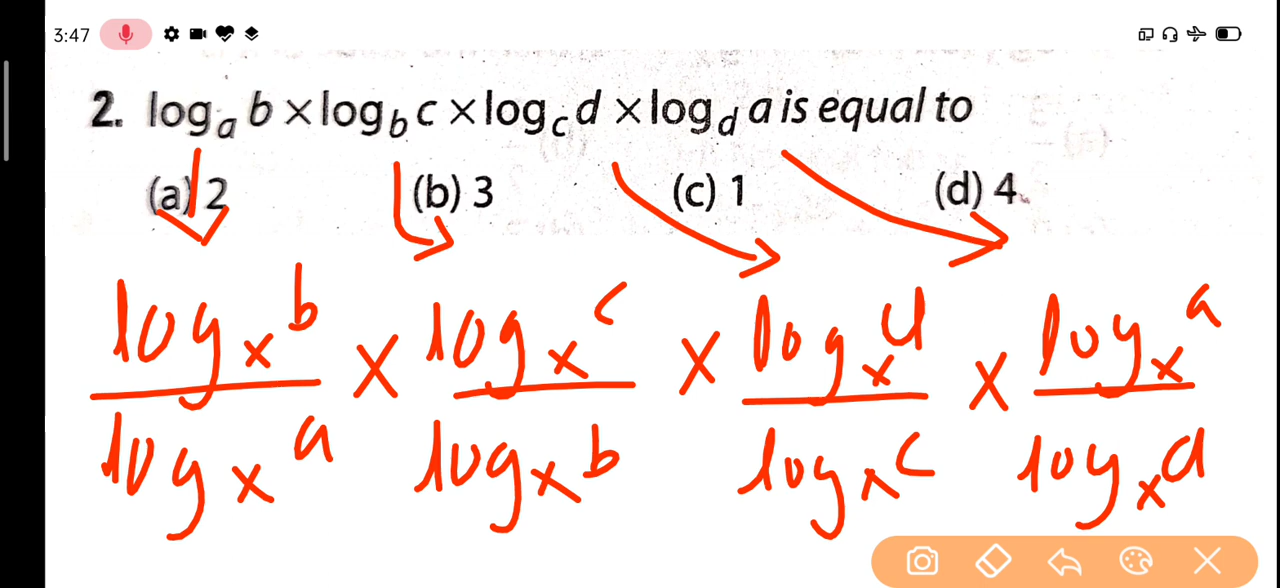 3:47
2. logₐ b × log_b c × log_c d × log_d a is equal to
(a) 2 (b) 3 (c) 1 (d) 4
logₓ b × logₓ c × logₓ d × logₓ a
logₓ a logₓ b logₓ c logₓ d